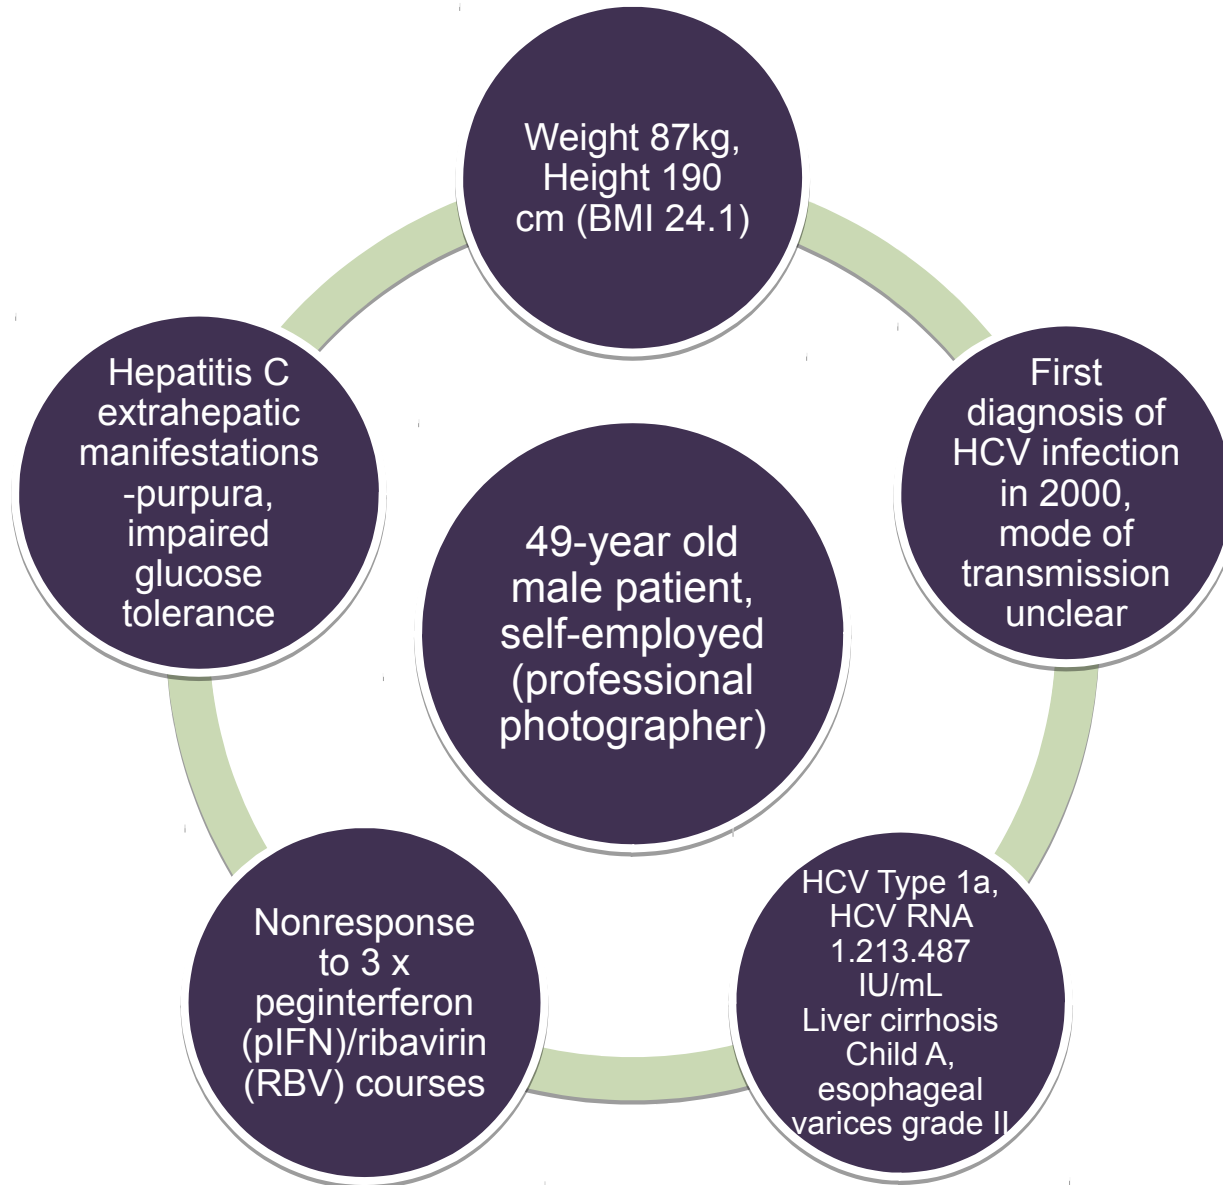 Weight 87kg,
Height 190
cm (BMI 24.1)
First
diagnosis of
HCV infection
in 2000,
mode of
transmission
unclear
HCV Type 1a,
HCV RNA
1.213.487
IU/mL
Liver cirrhosis
Child A,
esophageal
varices grade II
Nonresponse
to 3 x
peginterferon
(pIFN)/ribavirin
(RBV) courses
Hepatitis C
extrahepatic
manifestations
-purpura,
impaired
glucose
tolerance
49-year old
male patient,
self-employed
(professional
photographer)